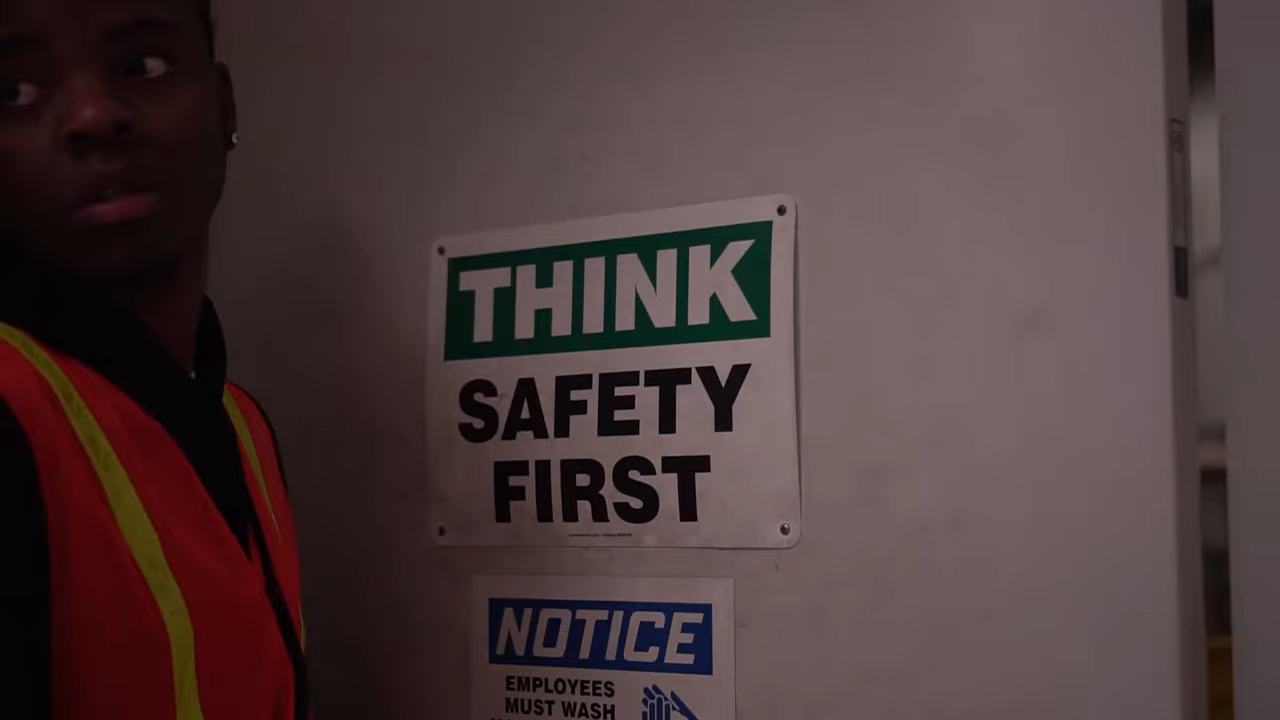 THINK
SAFETY
FIRST
NOTICE
EMPLOYEES
MUST WASH